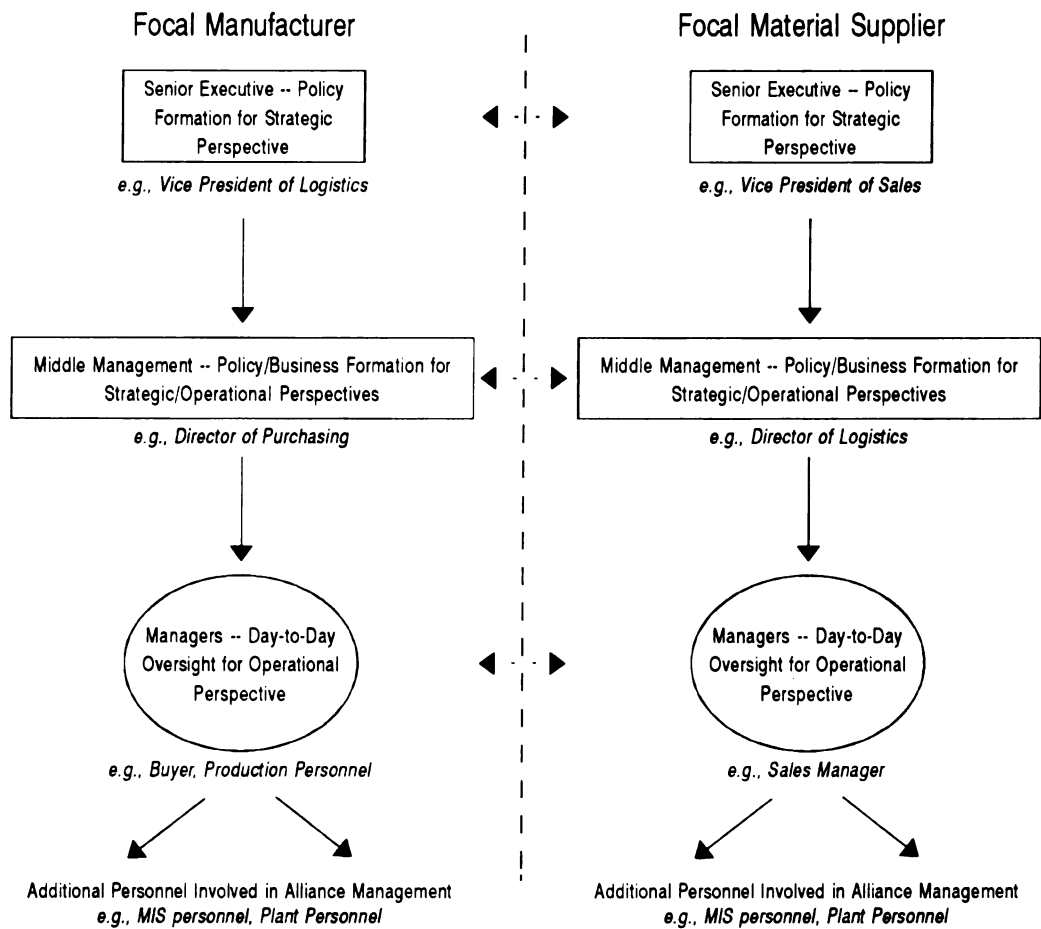 Focal Manufacturer
Senior Executive -- Policy
Formation for Strategic
Perspective
e.g., Vice President of Logistics
Middle Management -- Policy/Business Formation for
Strategic/Operational Perspectives
e.g., Director of Purchasing
Managers -- Day-to-Day
Oversight for Operational
Perspective
e.g., Buyer, Production Personnel
Additional Personnel Involved in Alliance Management
e.g., MIS personnel, Plant Personnel
Focal Material Supplier
Senior Executive – Policy
Formation for Strategic
Perspective
e.g., Vice President of Sales
Middle Management -- Policy/Business Formation for
Strategic/Operational Perspectives
e.g., Director of Logistics
Managers -- Day-to-Day
Oversight for Operational
Perspective
e.g., Sales Manager
Additional Personnel Involved in Alliance Management
e.g., MIS personnel, Plant Personnel